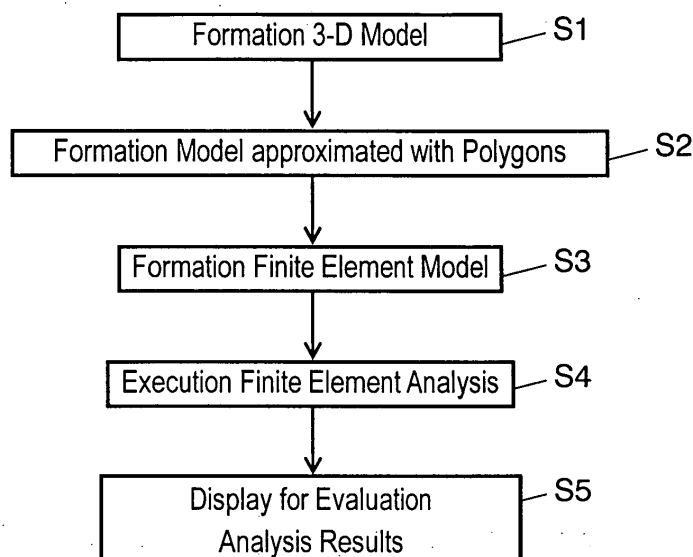 Formation 3-D Model S1
Formation Model approximated with Polygons S2
Formation Finite Element Model S3
Execution Finite Element Analysis S4
Display for Evaluation S5
Analysis Results